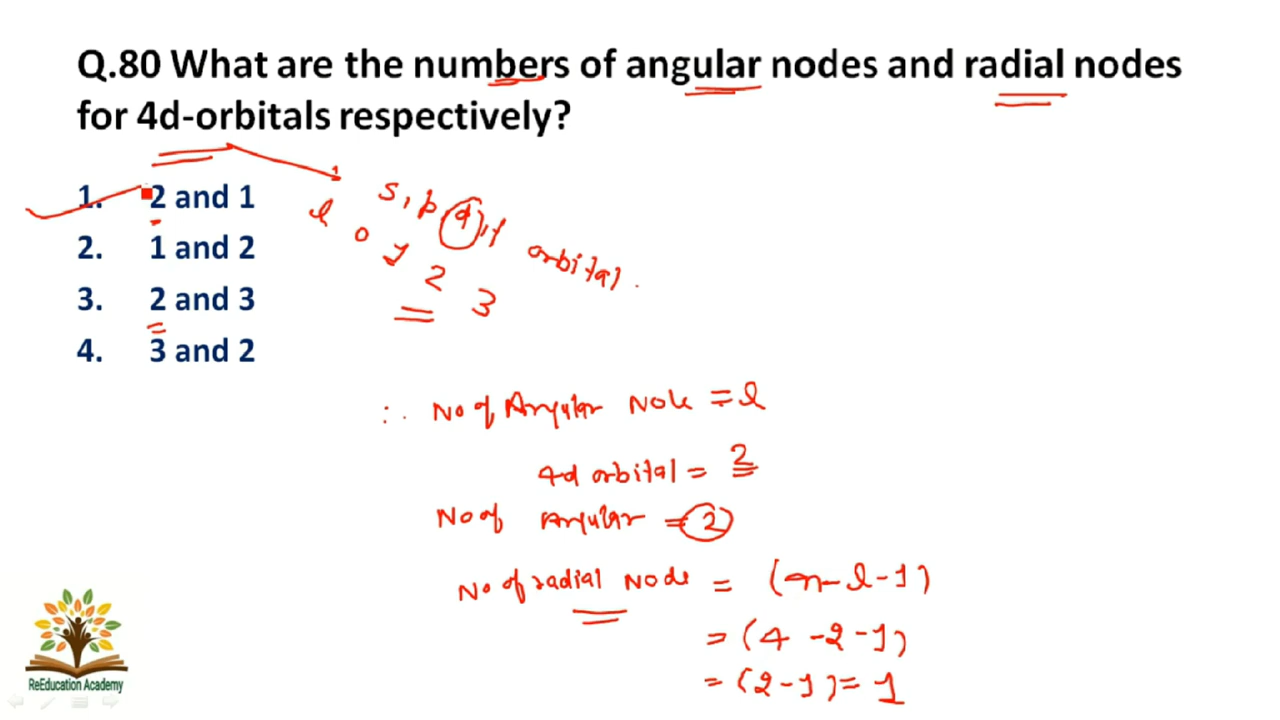 Q.80 What are the numbers of angular nodes and radial nodes
for 4d-orbitals respectively?
1. 2 and 1
2. 1 and 2
3. 2 and 3
4. 3 and 2
s, p, d, f orbital.
l 0 1 2 3
∴ No of Angular Node = l
4d orbital = 2
No of Angular = 2
No of radial Node = (n-l-1)
= (4-2-1)
= (2-1) = 1
ReEducation Academy